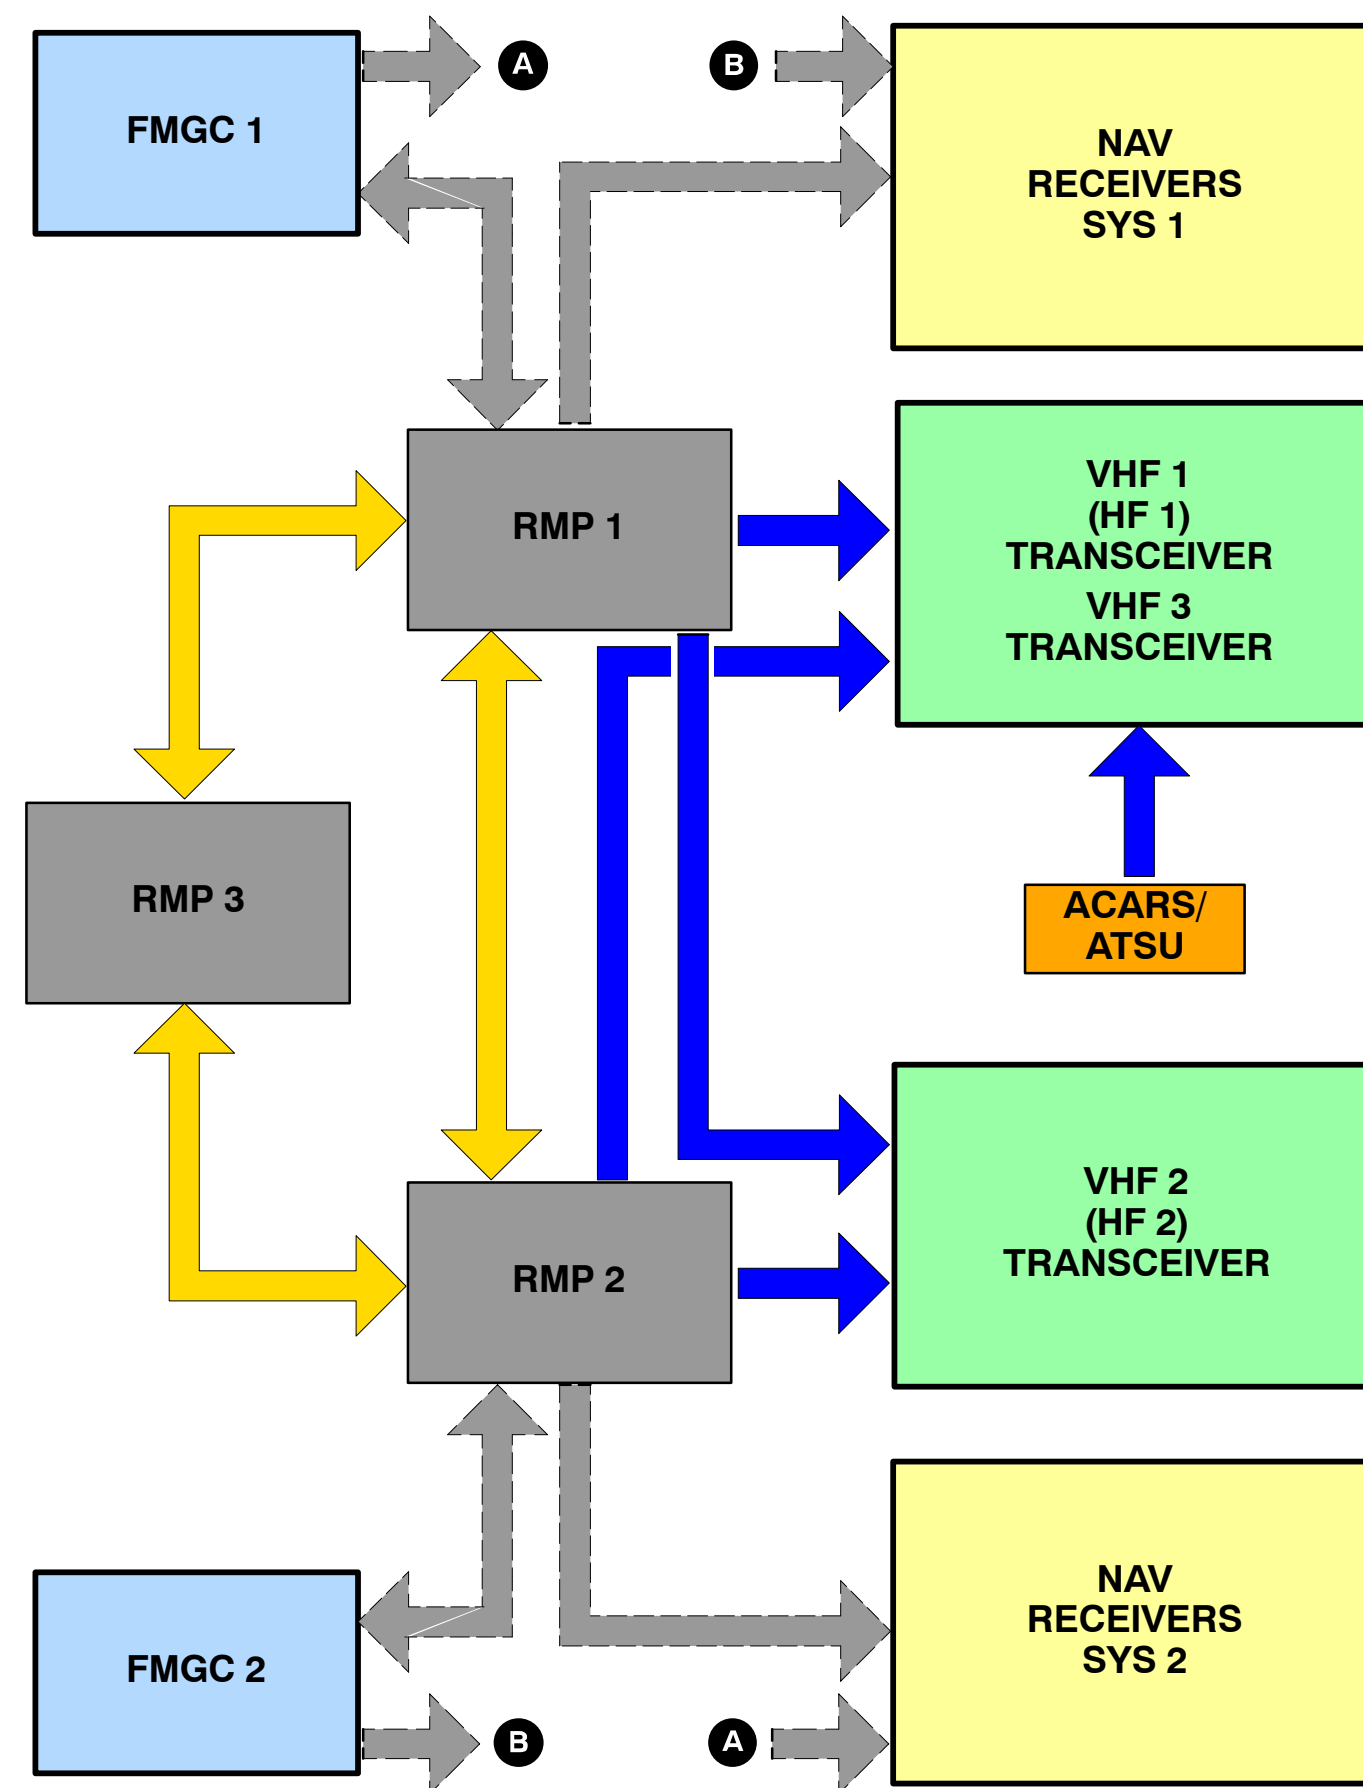 FMGC 1
A
B
NAV
RECEIVERS
SYS 1
RMP 1
VHF 1
(HF 1)
TRANSCEIVER
VHF 3
TRANSCEIVER
RMP 3
ACARS/
ATSU
RMP 2
VHF 2
(HF 2)
TRANSCEIVER
FMGC 2
B
A
NAV
RECEIVERS
SYS 2